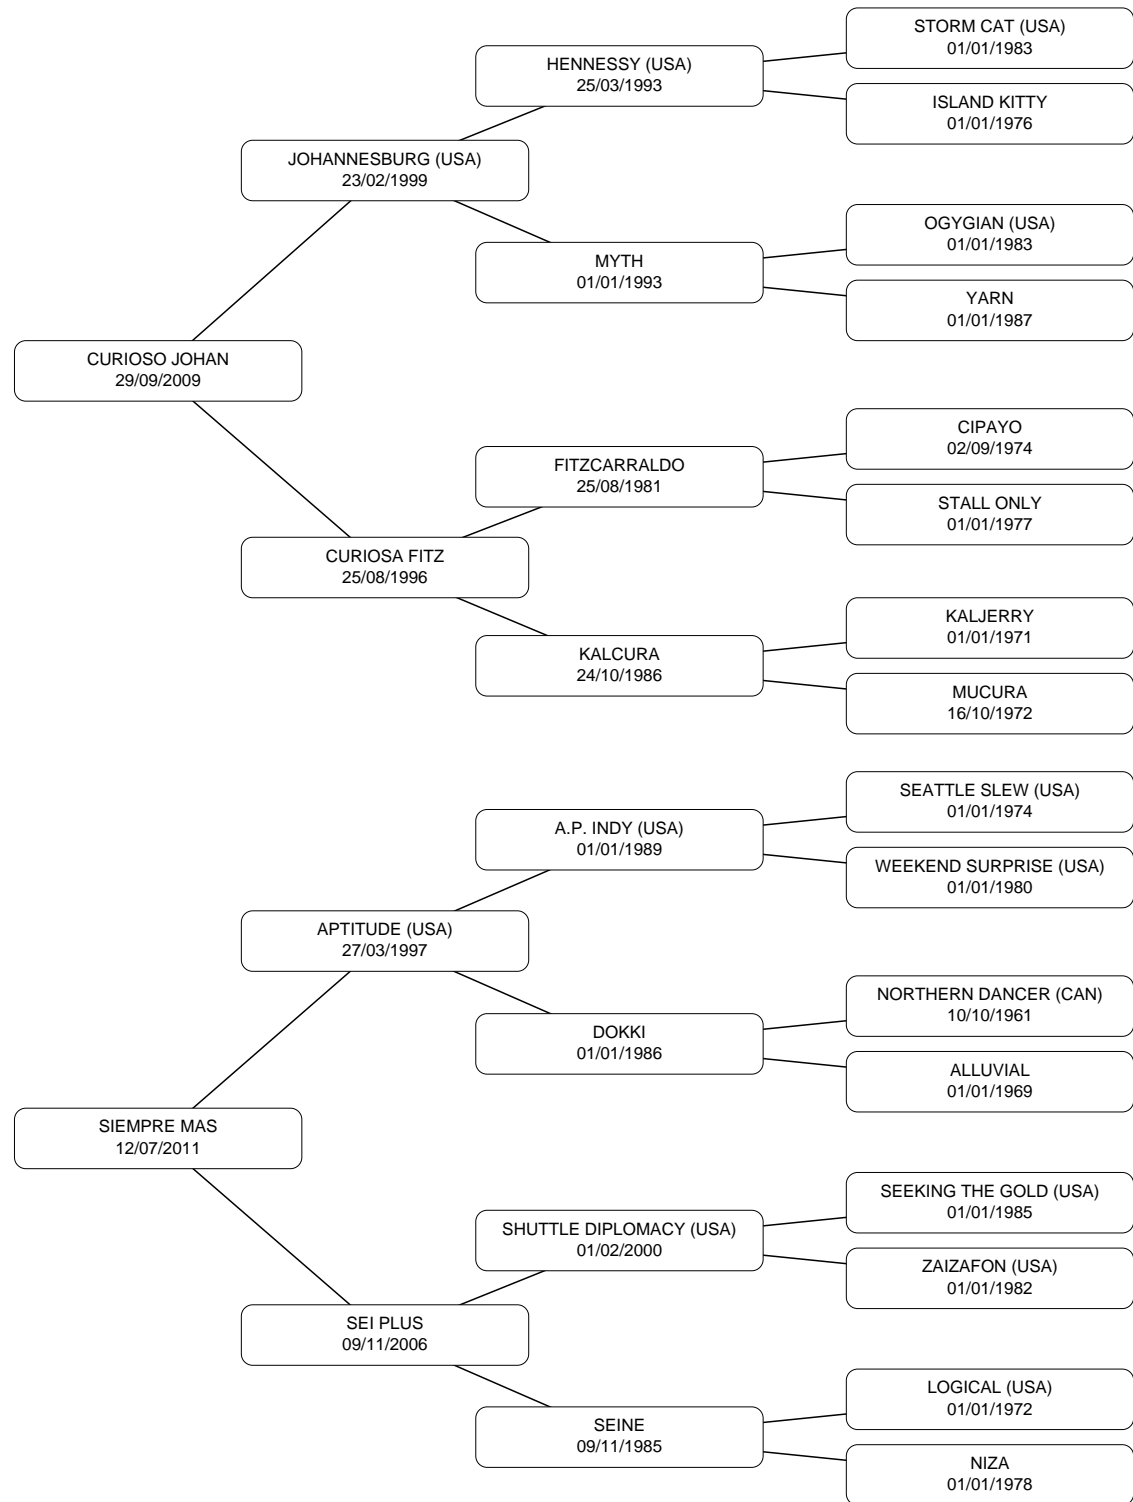 STORM CAT (USA)
01/01/1983
HENNESSY (USA)
25/03/1993
ISLAND KITTY
01/01/1976
JOHANNESBURG (USA)
23/02/1999
OGYGIAN (USA)
01/01/1983
MYTH
01/01/1993
YARN
01/01/1987
CURIOSO JOHAN
29/09/2009
CIPAYO
02/09/1974
FITZCARRALDO
25/08/1981
STALL ONLY
01/01/1977
CURIOSA FITZ
25/08/1996
KALJERRY
01/01/1971
KALCURA
24/10/1986
MUCURA
16/10/1972
SEATTLE SLEW (USA)
01/01/1974
A.P. INDY (USA)
01/01/1989
WEEKEND SURPRISE (USA)
01/01/1980
APTITUDE (USA)
27/03/1997
NORTHERN DANCER (CAN)
10/10/1961
DOKKI
01/01/1986
ALLUVIAL
01/01/1969
SIEMPRE MAS
12/07/2011
SEEKING THE GOLD (USA)
01/01/1985
SHUTTLE DIPLOMACY (USA)
01/02/2000
ZAIZAFON (USA)
01/01/1982
SEI PLUS
09/11/2006
LOGICAL (USA)
01/01/1972
SEINE
09/11/1985
NIZA
01/01/1978